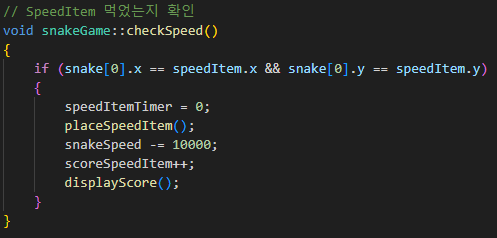 // SpeedItem 먹었는지 확인
void snakeGame::checkSpeed()
{
    if (snake[0].x == speedItem.x && snake[0].y == speedItem.y)
    {
        speedItemTimer = 0;
        placeSpeedItem();
        snakeSpeed -= 10000;
        scoreSpeedItem++;
        displayScore();
    }
}